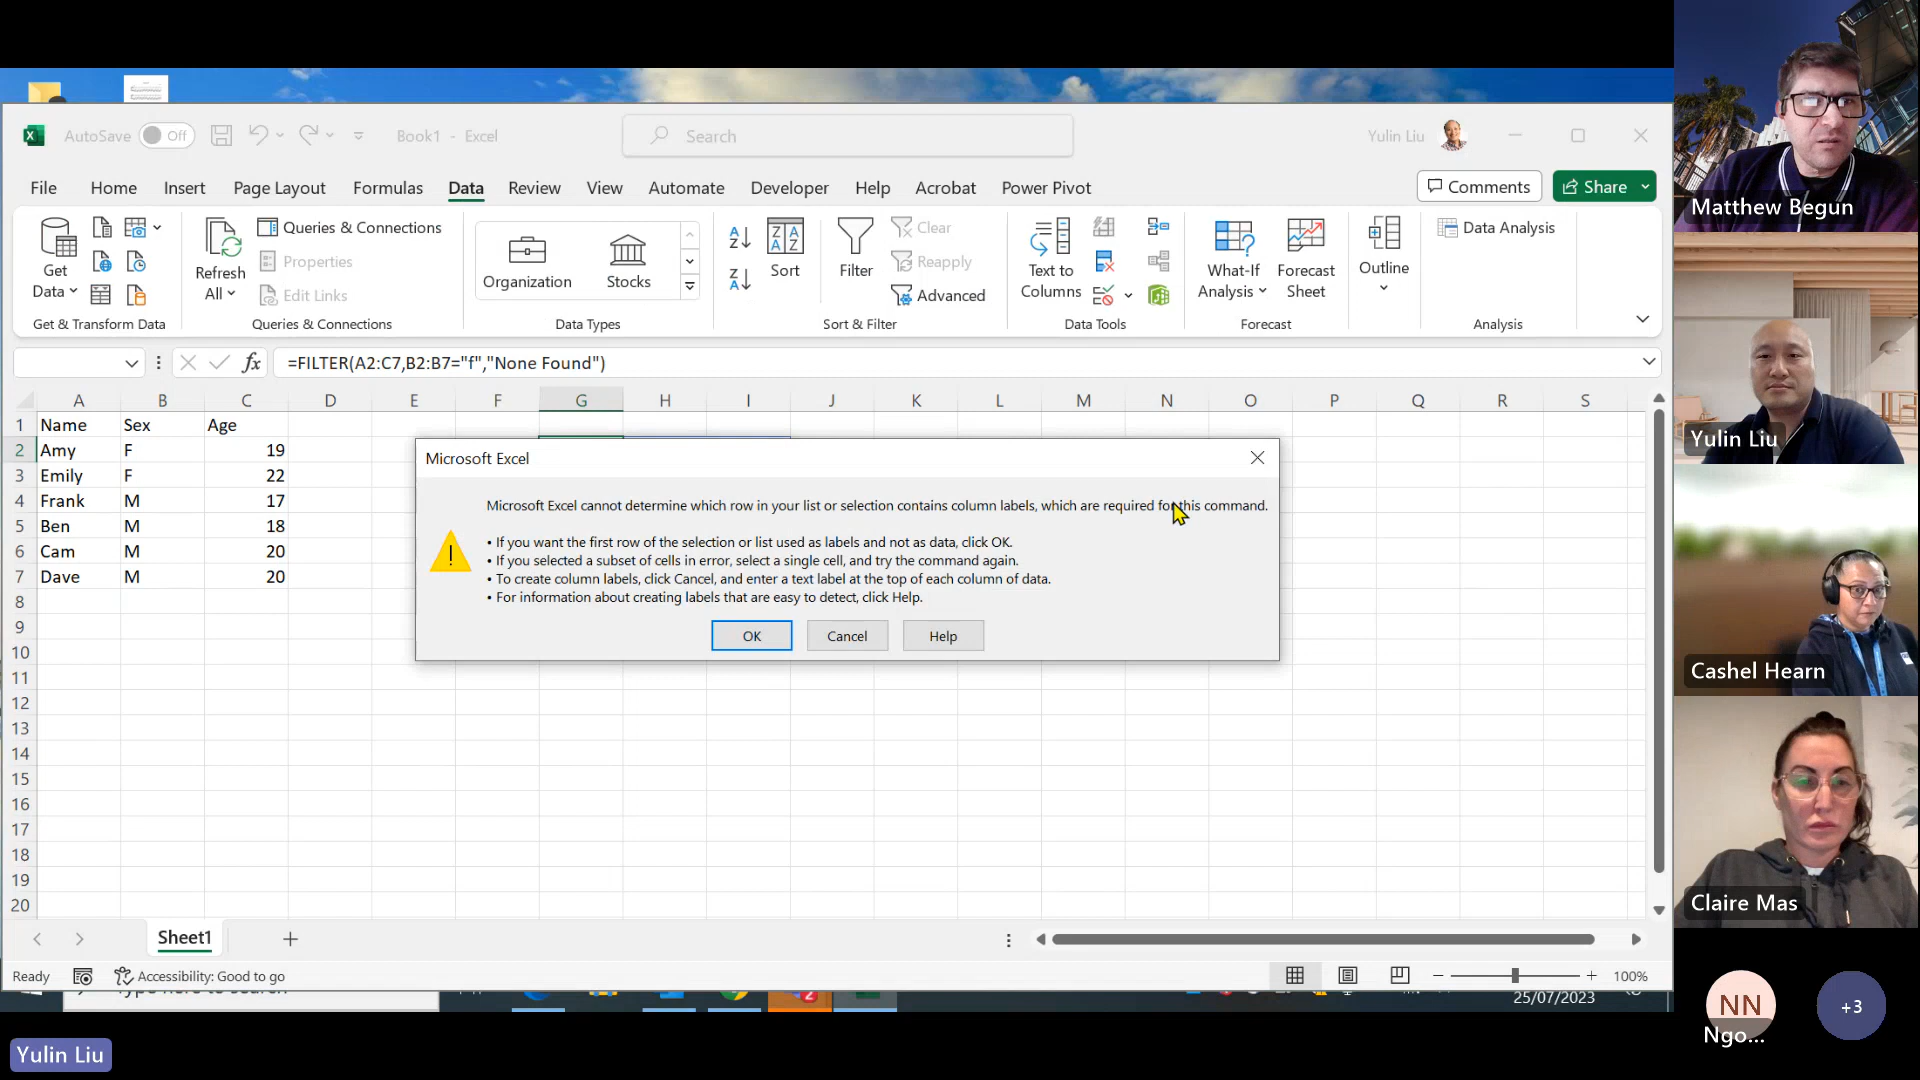 AutoSave Off Book1 - Excel Search Yulin Liu
File Home Insert Page Layout Formulas Data Review View Automate Developer Help Acrobat Power Pivot Comments Share
Get Data
Refresh All
Queries & Connections
Properties
Edit Links
Organization
Stocks
Sort
Filter
Clear
Reapply
Advanced
Text to Columns
What-If Analysis
Forecast Sheet
Outline
Data Analysis
Get & Transform Data Queries & Connections Data Types Sort & Filter Data Tools Forecast Analysis
fx =FILTER(A2:C7,B2:B7="f","None Found")
A B C D E F G H I J K L M N O P Q R S
1 Name Sex Age
2 Amy F 19
3 Emily F 22
4 Frank M 17
5 Ben M 18
6 Cam M 20
7 Dave M 20
8
9
10
11
12
13
14
15
16
17
18
19
20
Microsoft Excel
Microsoft Excel cannot determine which row in your list or selection contains column labels, which are required for this command.
• If you want the first row of the selection or list used as labels and not as data, click OK.
• If you selected a subset of cells in error, select a single cell, and try the command again.
• To create column labels, click Cancel, and enter a text label at the top of each column of data.
• For information about creating labels that are easy to detect, click Help.
OK Cancel Help
Sheet1
Ready Accessibility: Good to go 100%
25/07/2023
Yulin Liu
Matthew Begun
Yulin Liu
Cashel Hearn
Claire Mas
NN
Ngo...
+3